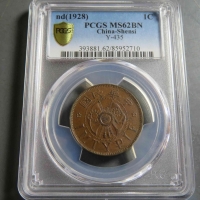 nd(1928) 1C
PCGS MS62BN
China-Shensi
Y-435
393881.62/85952710
PCGS